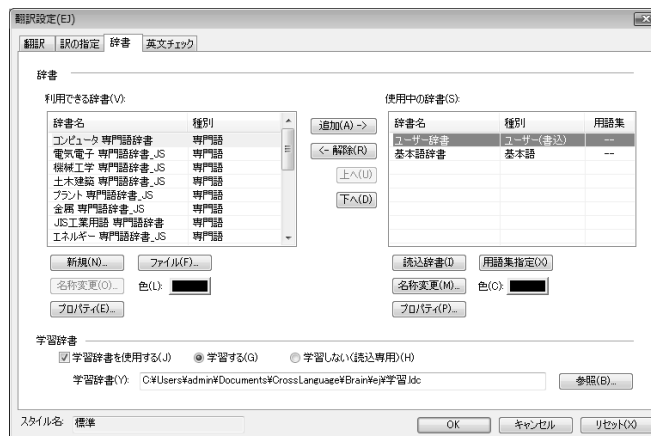 翻訳設定(EJ)
翻訳 訳の指定 辞書 英文チェック
辞書
利用できる辞書(V):
辞書名 種別
コンピュータ 専門語辞書 専門語
電気電子 専門語辞書_JS 専門語
機械工学 専門語辞書_JS 専門語
土木建築 専門語辞書_JS 専門語
プラント 専門語辞書_JS 専門語
金属 専門語辞書_JS 専門語
JIS工業用語 専門語辞書 専門語
エネルギー 専門語辞書_JS 専門語
新規(N)... ファイル(F)...
名称変更(O)... 色(L):
プロパティ(E)...
追加(A) ->
<- 解除(R)
上へ(U)
下へ(D)
使用中の辞書(S):
辞書名 種別 用語集
ユーザー辞書 ユーザー(書込) --
基本語辞書 基本語 --
読込辞書(I) 用語集指定(X)
名称変更(M)... 色(C):
プロパティ(P)...
学習辞書
学習辞書を使用する(J) 学習する(G) 学習しない(読込専用)(H)
学習辞書(Y): C:¥Users¥admin¥Documents¥CrossLanguage¥Brain¥ej¥学習.ldc 参照(B)...
スタイル名: 標準 OK キャンセル リセット(X)